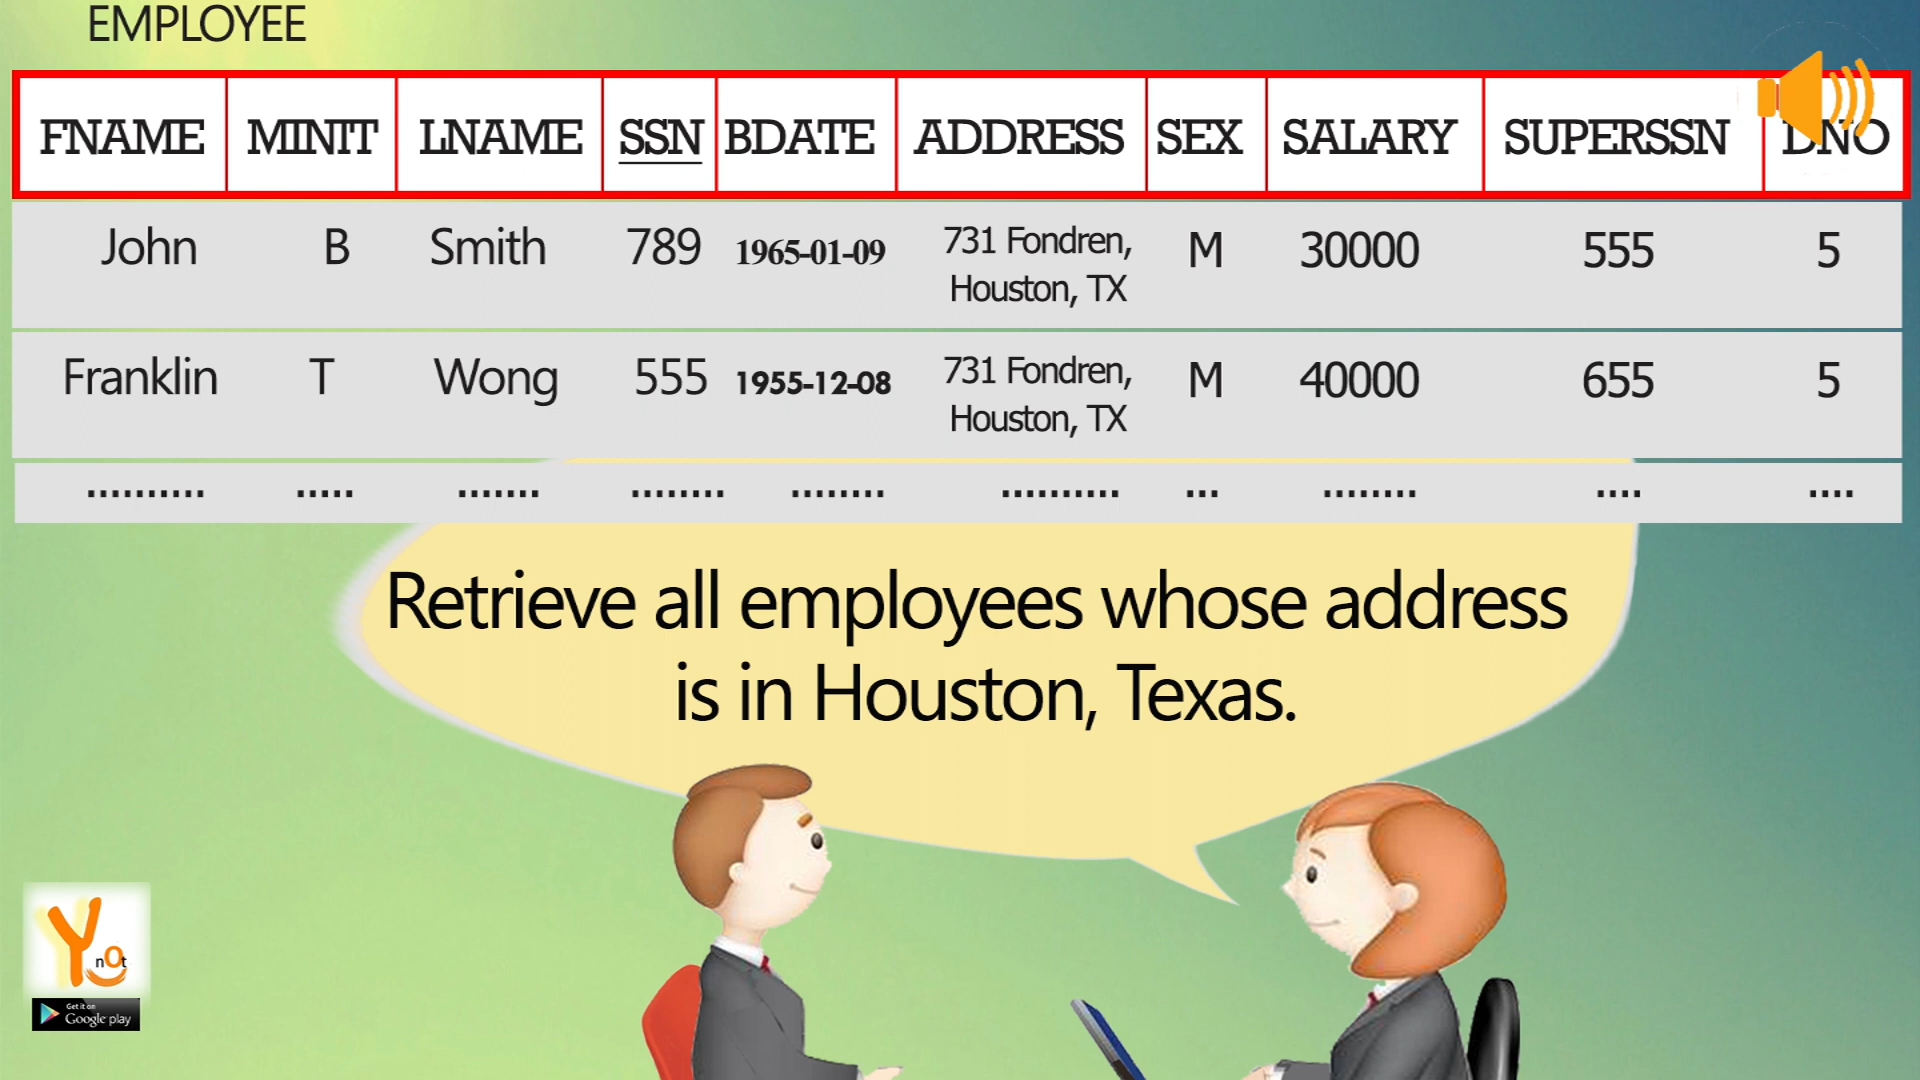 EMPLOYEE
FNAME MINIT LNAME SSN BDATE ADDRESS SEX SALARY SUPERSSN DNO
John B Smith 789 1965-01-09 731 Fondren, Houston, TX M 30000 555 5
Franklin T Wong 555 1955-12-08 731 Fondren, Houston, TX M 40000 655 5
.......... ..... ....... ........ ........ .......... ... ........ .... ....
Retrieve all employees whose address
is in Houston, Texas.
Y nOt
Get it on
Google play